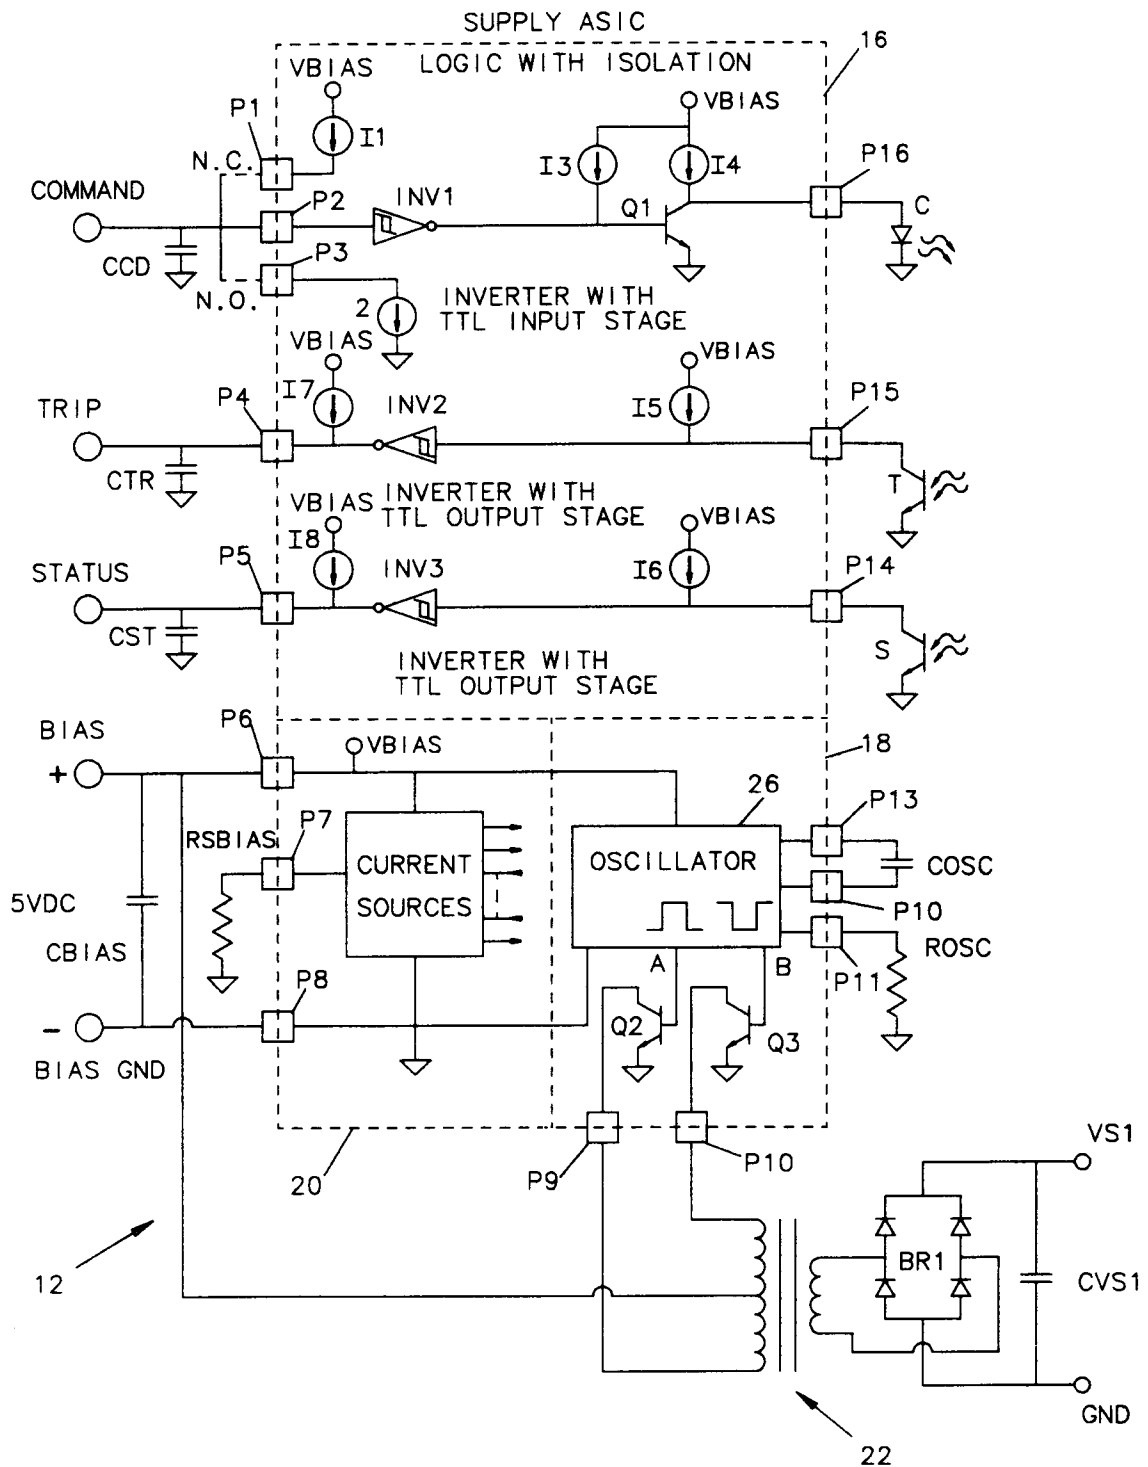 SUPPLY ASIC
16
LOGIC WITH ISOLATION
VBIAS
VBIAS
P1
I1
N.C.
I3
I4
P16
COMMAND
P2
INV1
Q1
C
CCD
P3
N.O.
2
INVERTER WITH
TTL INPUT STAGE
VBIAS
VBIAS
TRIP
P4
I7
INV2
I5
P15
CTR
T
VBIAS
INVERTER WITH
TTL OUTPUT STAGE
VBIAS
STATUS
P5
I8
INV3
I6
P14
CST
S
INVERTER WITH
TTL OUTPUT STAGE
BIAS
P6
VBIAS
18
+
26
P13
RSBIAS
P7
CURRENT
SOURCES
OSCILLATOR
COSC
5VDC
P10
CBIAS
A
B
P11
ROSC
P8
Q2
Q3
-
BIAS GND
20
P9
P10
VS1
12
BR1
CVS1
GND
22